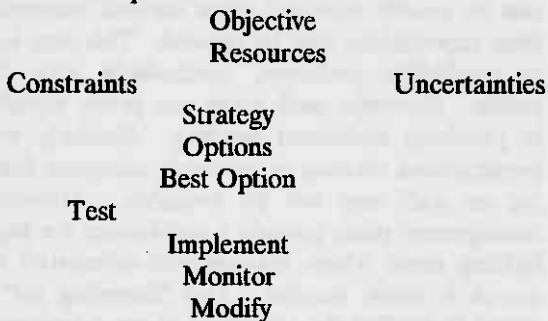 Objective
Resources
Constraints Uncertainties
Strategy
Options
Best Option
Test
Implement
Monitor
Modify